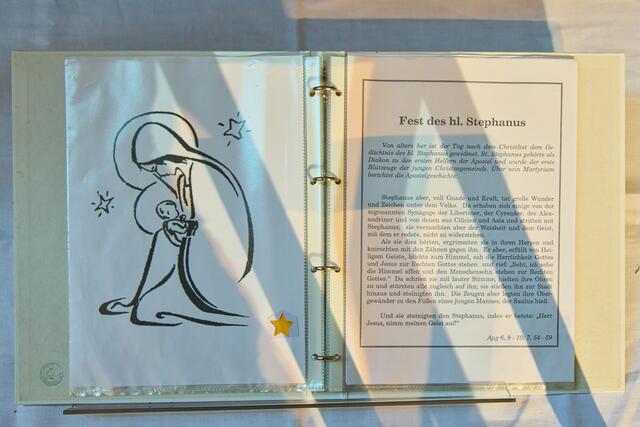 Fest des hl. Stephanus
Von alters her ist der Tag nach dem Christfest dem Ge-
dächtnis des hl. Stephanus gewidmet. St. Stephanus gehörte als
Diakon zu den ersten Helfern der Apostel und wurde der erste
Blutzeuge der jungen Christengemeinde. Über sein Martyrium
berichtet die Apostelgeschichte:
Stephanus aber, voll Gnade und Kraft, tat große Wunder
und Zeichen unter dem Volke. Da erhoben sich einige von der
sogenannten Synagoge der Libertiner, der Cyrender, der Alex-
andriner und von denen aus Cilicien und Asia und stritten mit
Stephanus; sie vermochten aber der Weisheit und dem Geist,
mit dem er redete, nicht zu widerstehen.
Als sie dies hörten, ergrimmten sie in ihren Herzen und
knirschten mit den Zähnen gegen ihn. Er aber, erfüllt von Hei-
ligem Geiste, blickte zum Himmel, sah die Herrlichkeit Gottes
und Jesus zur Rechten Gottes stehen und rief: „Seht, ich sehe
die Himmel offen und den Menschensohn stehen zur Rechten
Gottes.“ Da schrien sie mit lauter Stimme, hielten ihre Ohren
zu und stürzten alle zugleich auf ihn; sie stießen ihn zur Stadt
hinaus und steinigten ihn. Die Zeugen aber legten ihre Ober-
gewänder zu den Füßen eines jungen Mannes, der Saulus hieß.
Und sie steinigten den Stephanus, indes er betete: „Herr
Jesus, nimm meinen Geist auf!“
Apg 6, 8 - 10; 7, 54 - 59